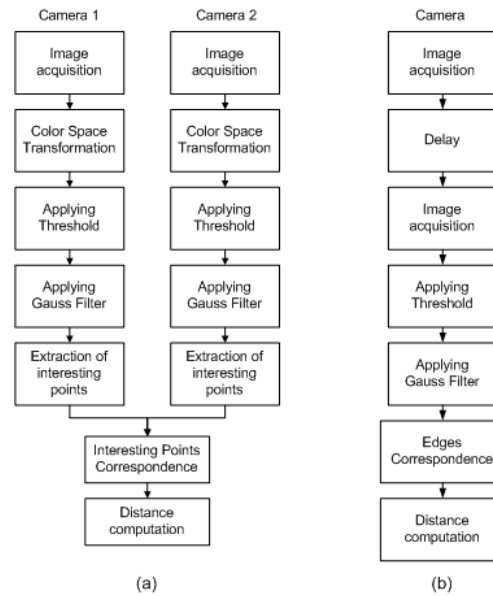 Camera 1
Image
acquisition
Color Space
Transformation
Applying
Threshold
Applying
Gauss Filter
Extraction of
interesting
points
Camera 2
Image
acquisition
Color Space
Transformation
Applying
Threshold
Applying
Gauss Filter
Extraction of
interesting
points
Interesting Points
Correspondence
Distance
computation
(a)
Camera
Image
acquisition
Delay
Image
acquisition
Applying
Threshold
Applying
Gauss Filter
Edges
Correspondence
Distance
computation
(b)